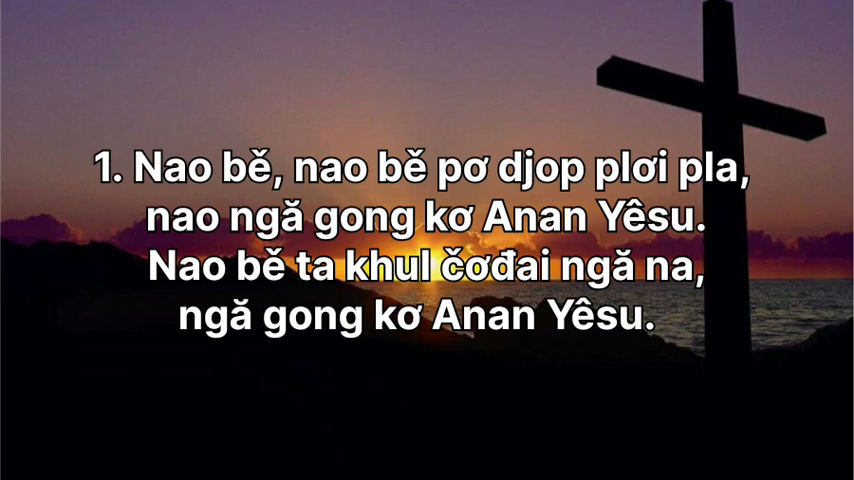 1. Nao bĕ, nao bĕ pơ djop plơi pla,
nao ngă gong kơ Anan Yêsu.
Nao bĕ ta khul čơđai ngă na,
ngă gong kơ Anan Yêsu.